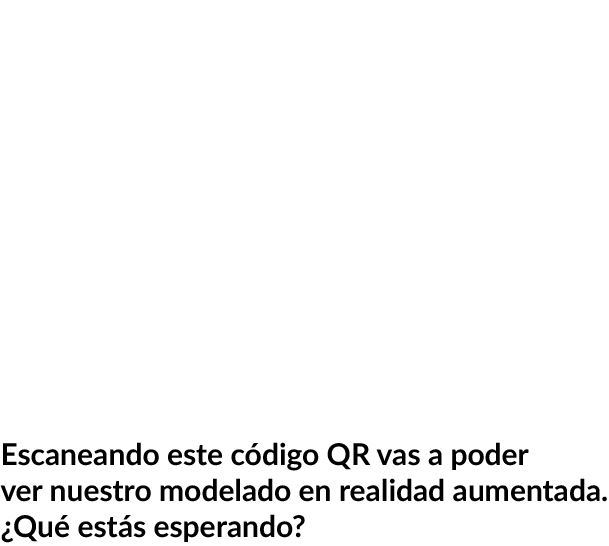 Escaneando este código QR vas a poder
ver nuestro modelado en realidad aumentada.
¿Qué estás esperando?